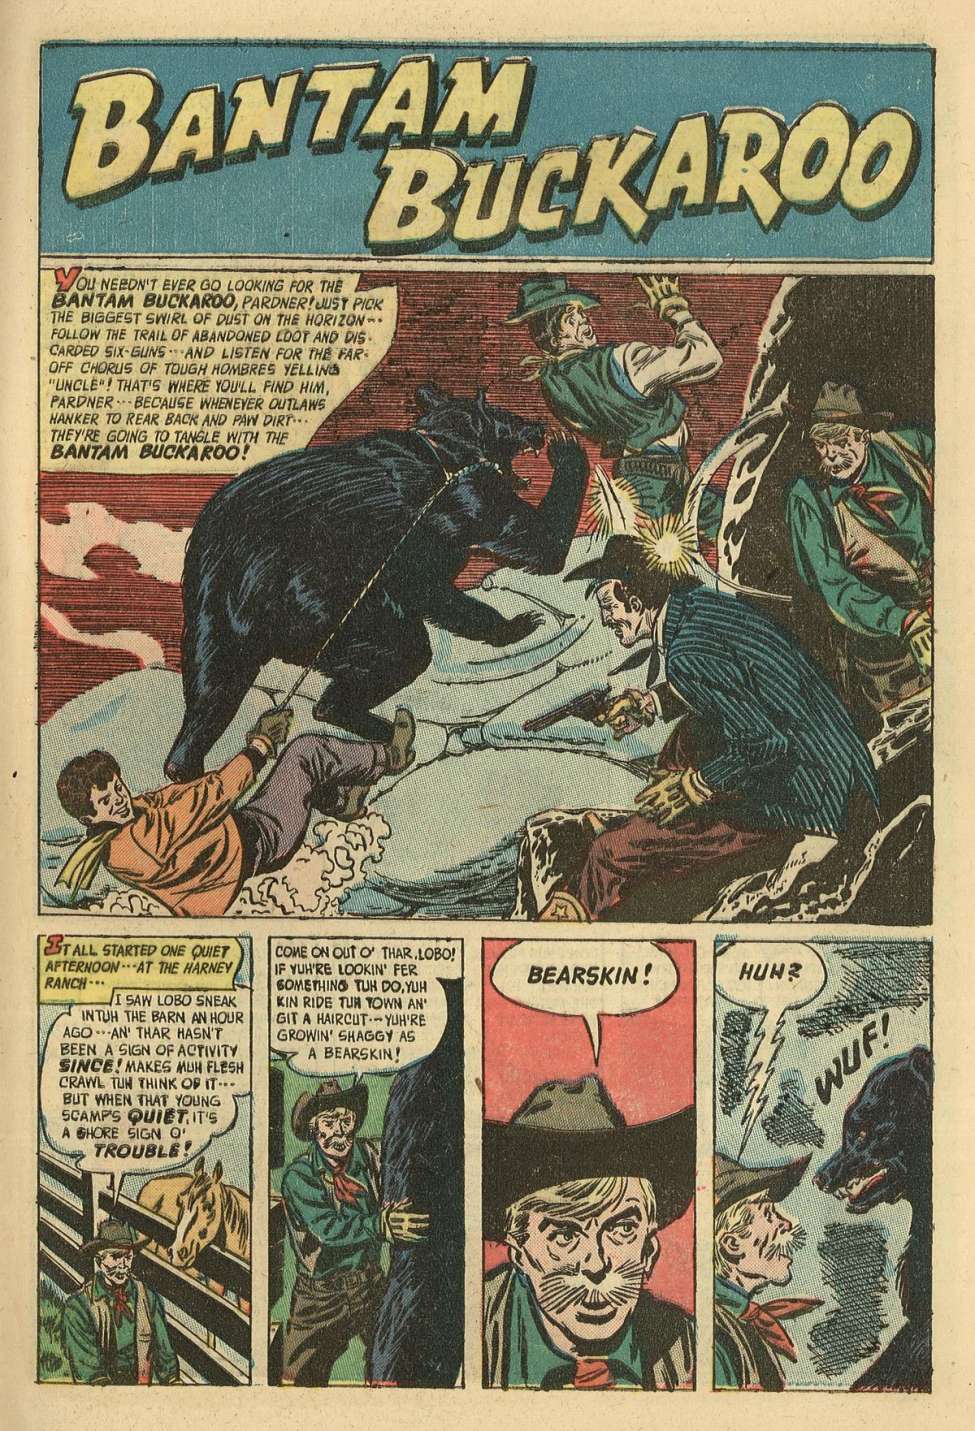 BANTAM
BUCKAROO
YOU NEEDN'T EVER GO LOOKING FOR THE
BANTAM BUCKAROO, PARDNER! JUST PICK
THE BIGGEST SWIRL OF DUST ON THE HORIZON--
FOLLOW THE TRAIL OF ABANDONED LOOT AND DIS-
CARDED SIX-GUNS---AND LISTEN FOR THE FAR-
OFF CHORUS OF TOUGH HOMBRES YELLING
"UNCLE"! THAT'S WHERE YOU'LL FIND HIM,
PARDNER---BECAUSE WHENEVER OUTLAWS
HANKER TO REAR BACK AND PAW DIRT---
THEY'RE GOING TO TANGLE WITH THE
BANTAM BUCKAROO!
IT ALL STARTED ONE QUIET
AFTERNOON---AT THE HARNEY
RANCH---
I SAW LOBO SNEAK
INTUH THE BARN AN HOUR
AGO---AN' THAR HASN'T
BEEN A SIGN OF ACTIVITY
SINCE! MAKES MUH FLESH
CRAWL TUH THINK OF IT---
BUT WHEN THAT YOUNG
SCAMP'S QUIET, IT'S
A SHORE SIGN O'
TROUBLE!
COME ON OUT O' THAR, LOBO!
IF YUH'RE LOOKIN' FER
SOMETHING TUH DO, YUH
KIN RIDE TUH TOWN AN'
GIT A HAIRCUT--YUH'RE
GROWIN' SHAGGY AS
A BEARSKIN!
BEARSKIN!
HUH?
WUF!